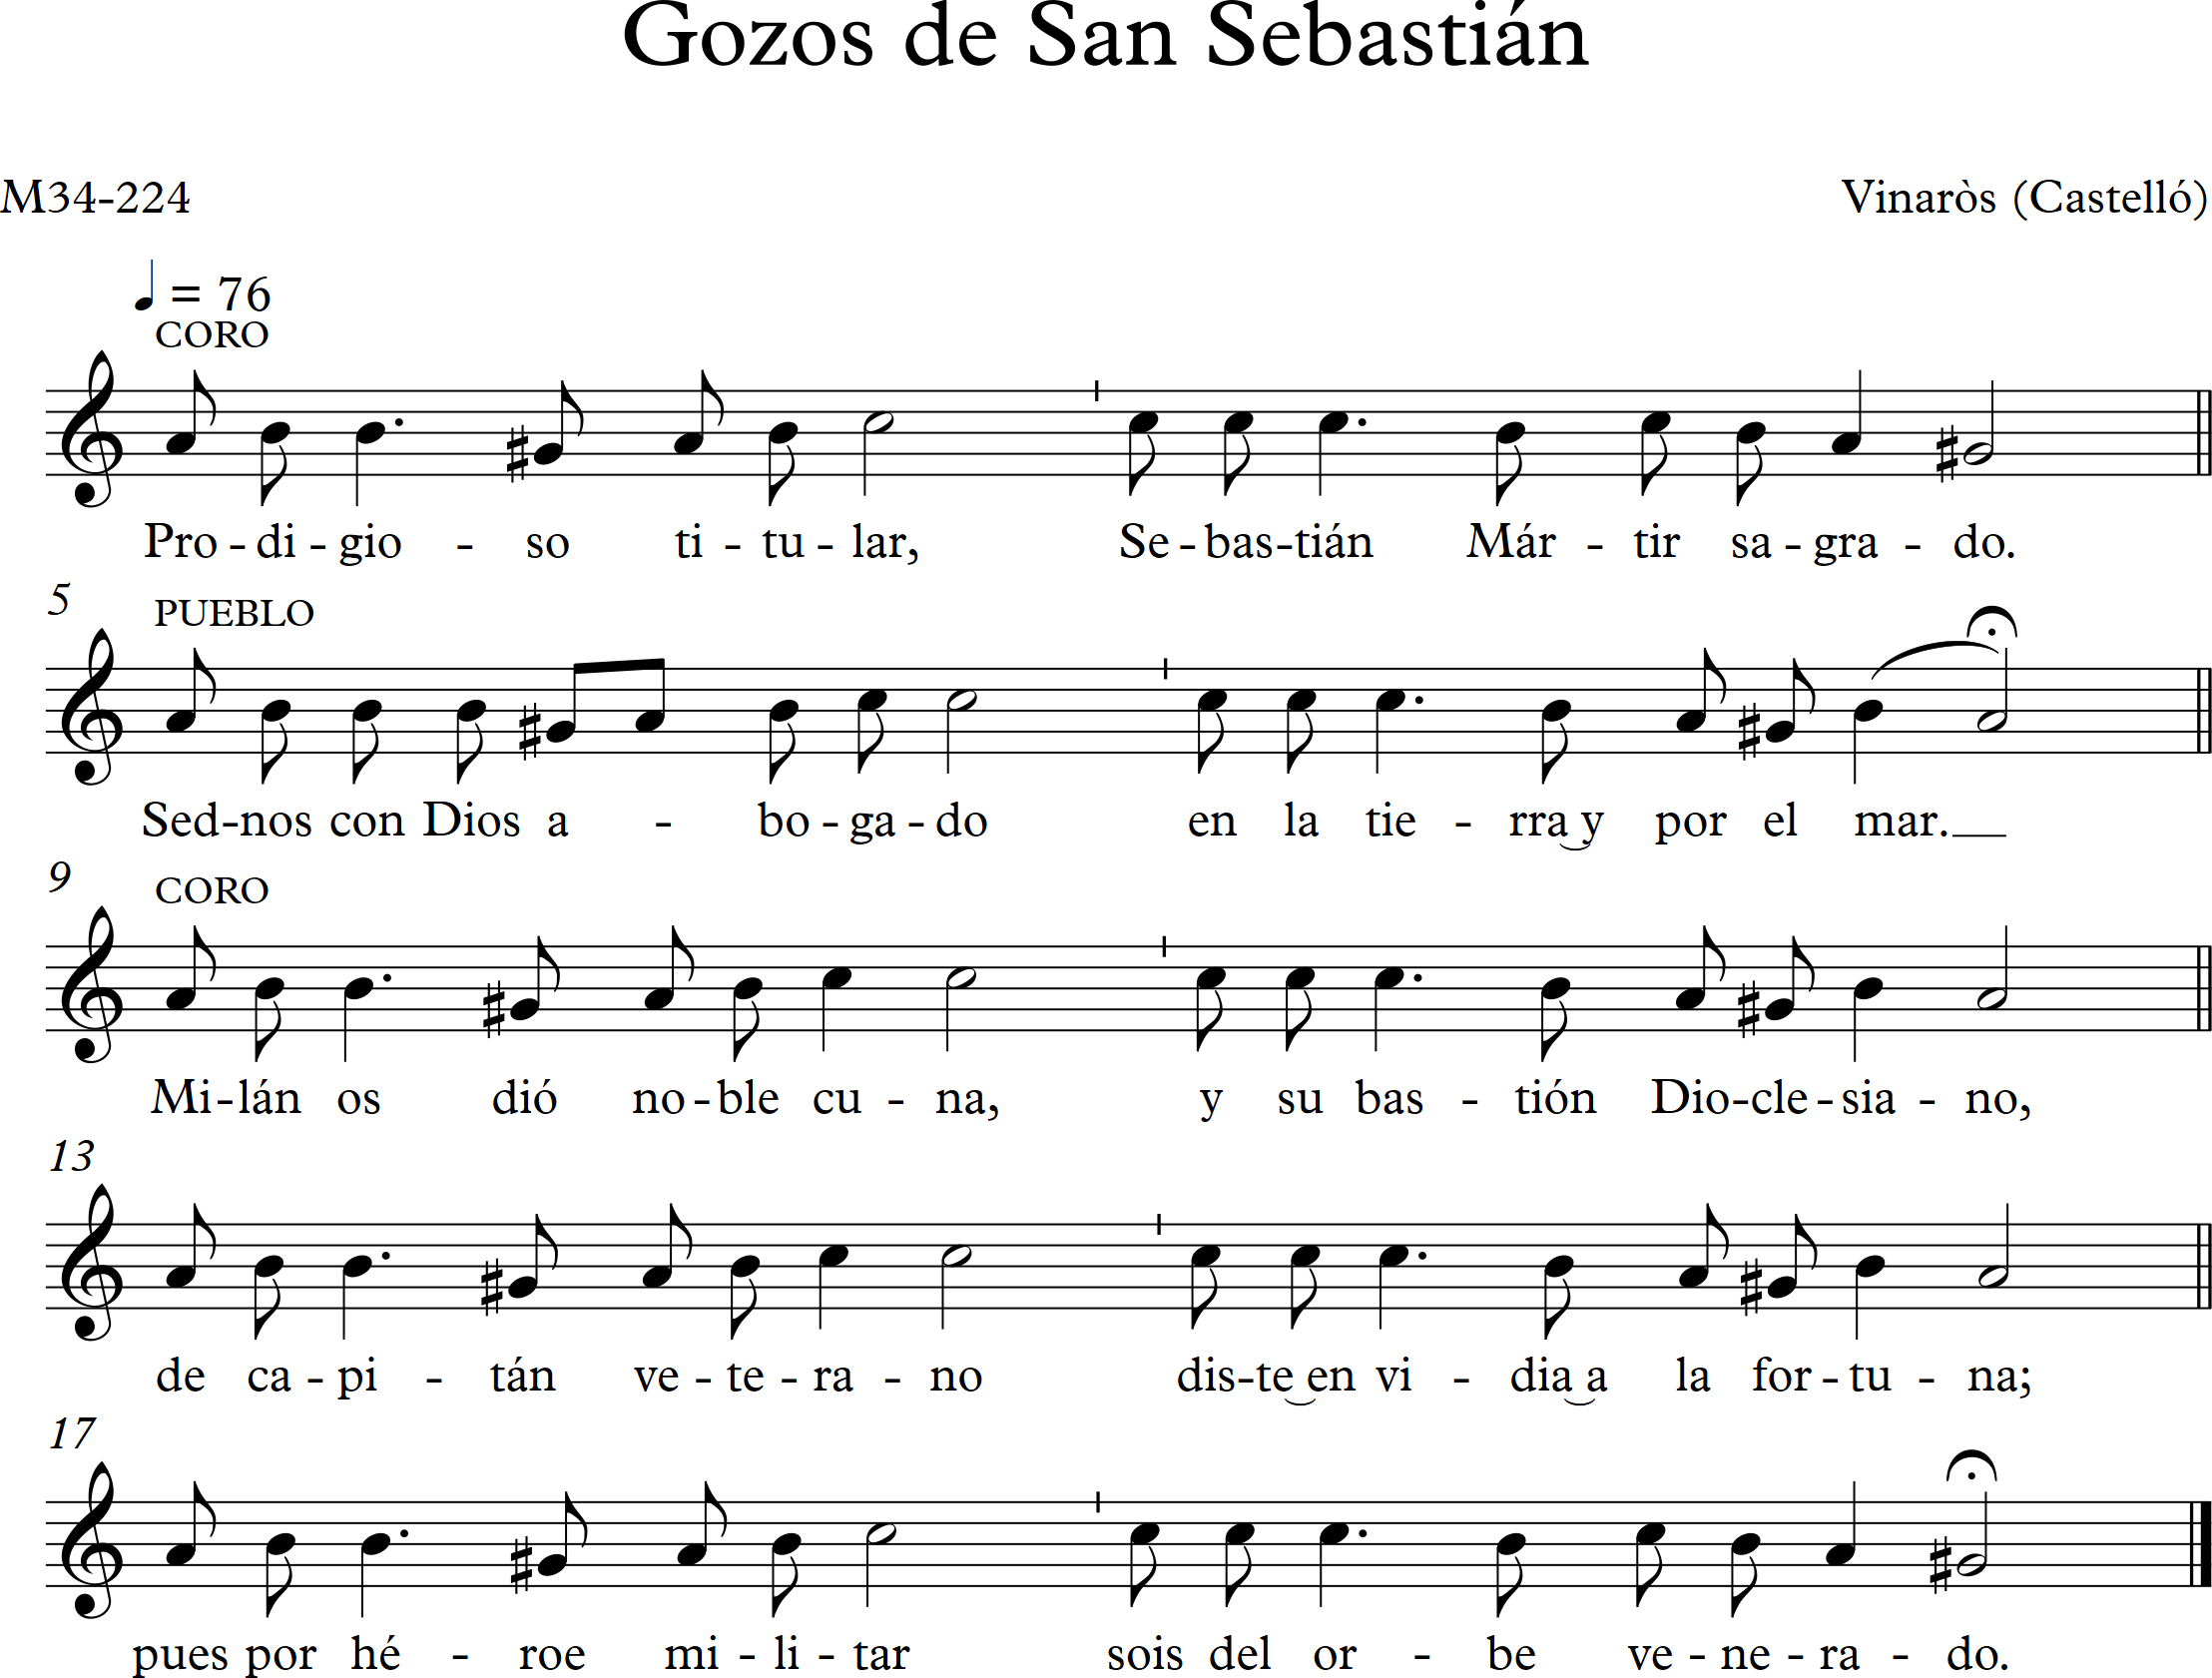 Gozos de San Sebastián
M34-224 Vinaròs (Castelló)
= 76
CORO
Pro-di-gio-so ti-tu-lar, Se-bas-tián Már-tir sa-gra-do.
5 PUEBLO
Sed-nos con Dios a-bo-ga-do en la tie-rra y por el mar.
9 CORO
Mi-lán os dió no-ble cu-na, y su bas-tión Dio-cle-sia-no,
13
de ca-pi-tán ve-te-ra-no dis-te en vi-dia a la for-tu-na;
17
pues por hé-roe mi-li-tar sois del or-be ve-ne-ra-do.